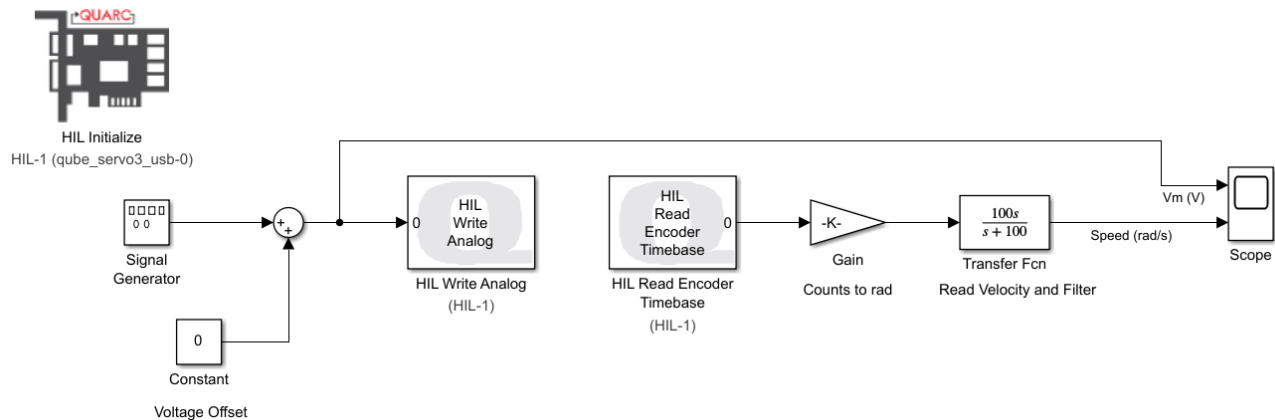 QUARC
HIL Initialize
HIL-1 (qube_servo3_usb-0)
0 0
Signal
Generator
+
+
0
HIL
Write
Analog
HIL Write Analog
(HIL-1)
HIL
Read
Encoder
Timebase
0
HIL Read Encoder
Timebase
(HIL-1)
-K-
Gain
Counts to rad
100s
s + 100
Transfer Fcn
Read Velocity and Filter
Vm (V)
Speed (rad/s)
Scope
0
Constant
Voltage Offset